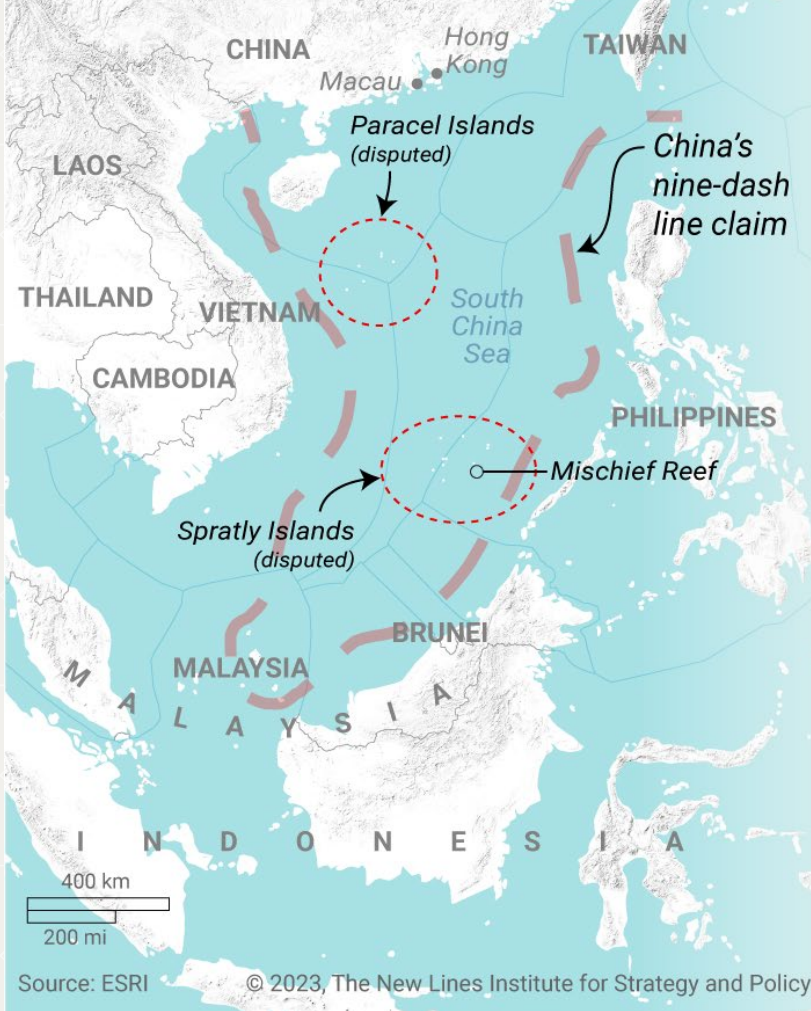 CHINA
Hong
Kong
Macau
TAIWAN
Paracel Islands
(disputed)
China's
nine-dash
line claim
LAOS
THAILAND
VIETNAM
South
China
Sea
CAMBODIA
PHILIPPINES
Mischief Reef
Spratly Islands
(disputed)
BRUNEI
MALAYSIA
MALAYSIA
INDONESIA
400 km
200 mi
Source: ESRI
© 2023, The New Lines Institute for Strategy and Policy